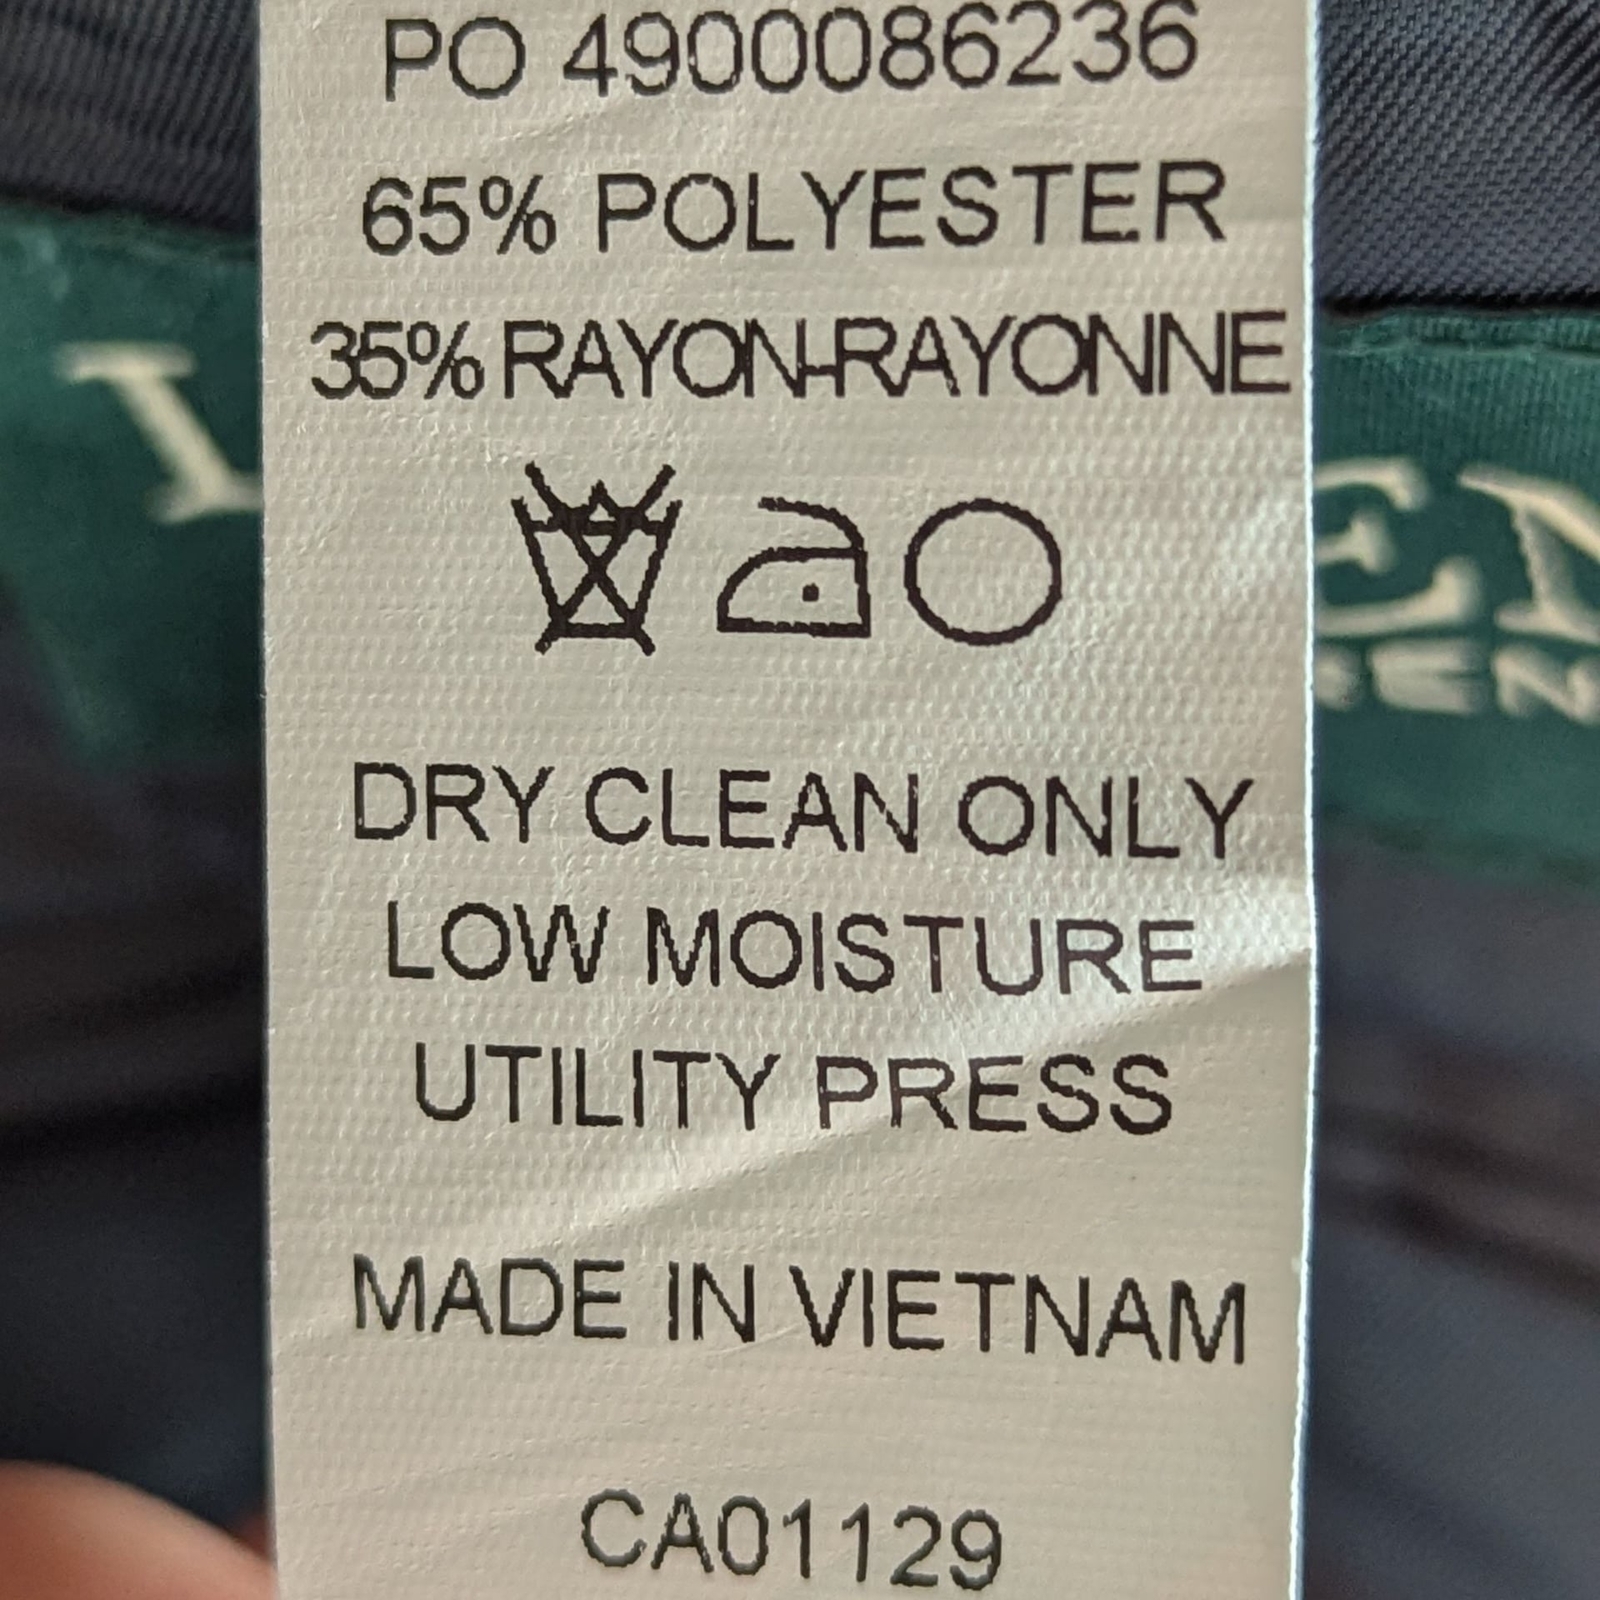 PO 4900086236
65% POLYESTER
35% RAYON-RAYONNE
DRY CLEAN ONLY
LOW MOISTURE
UTILITY PRESS
MADE IN VIETNAM
CA01129